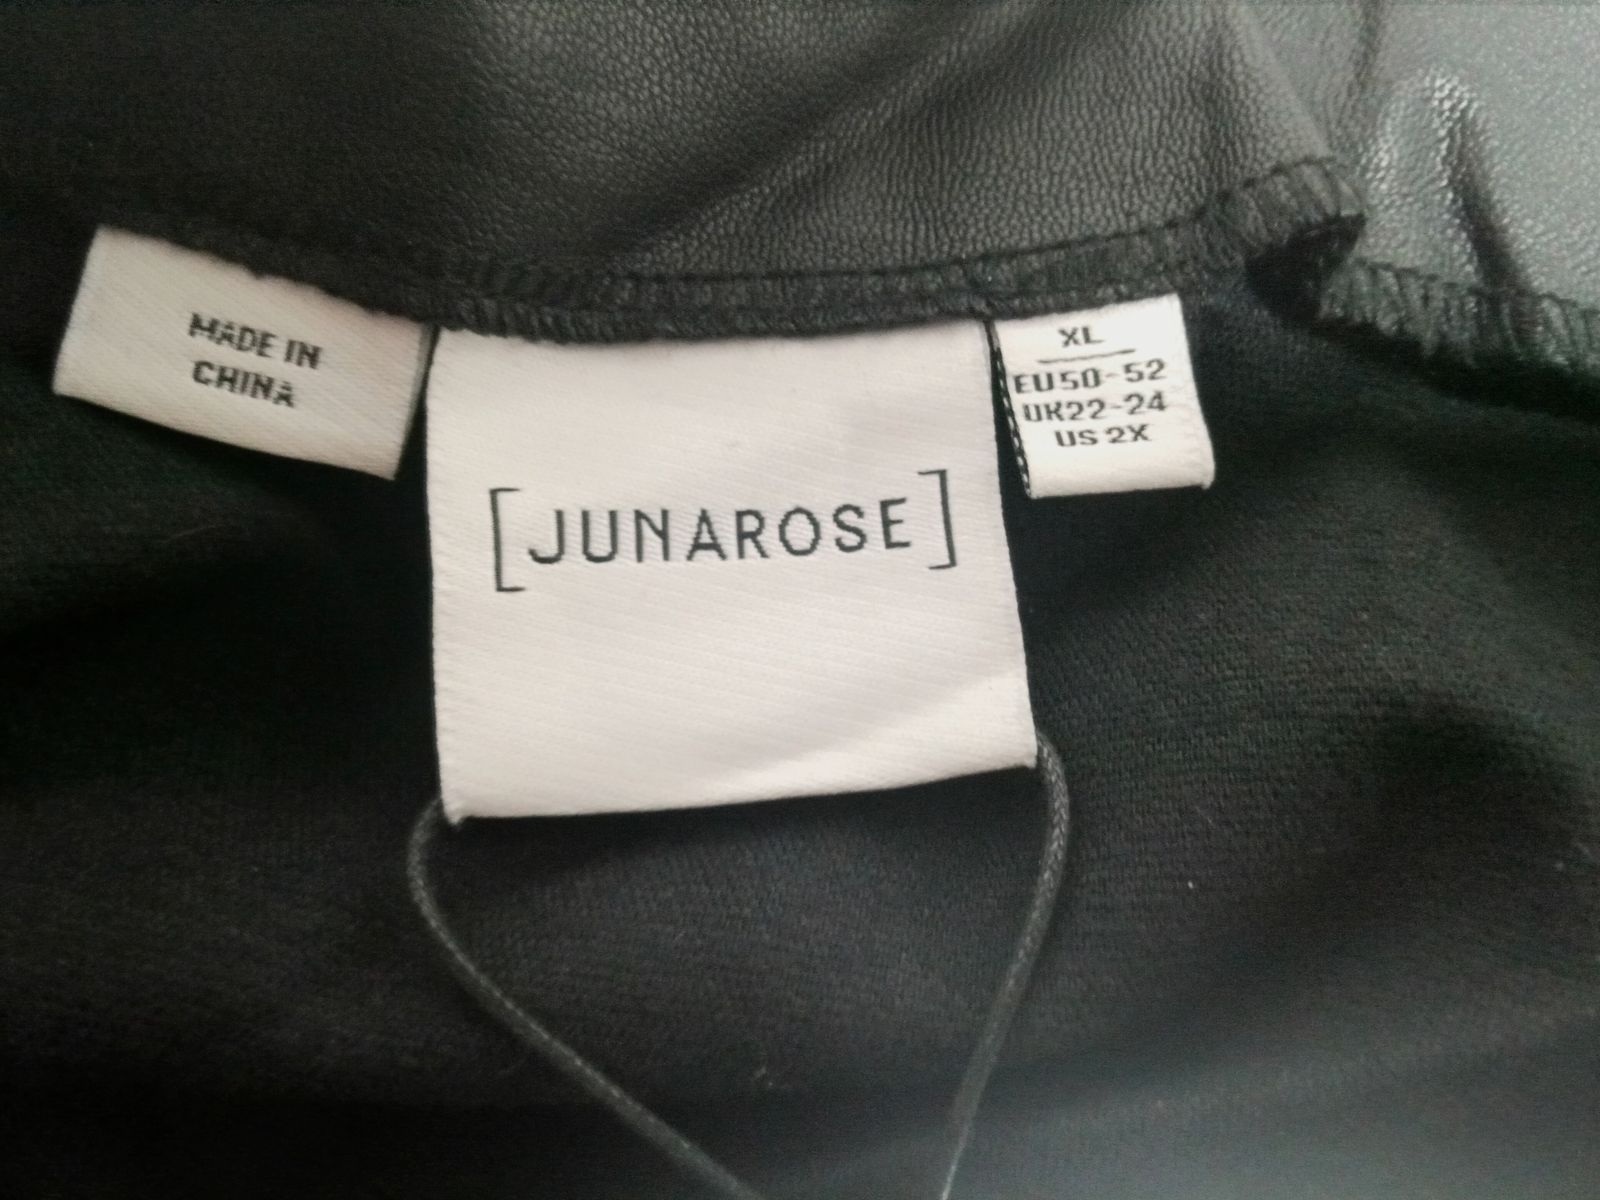 MADE IN
CHINA
[JUNAROSE]
XL
EU50-52
UK22-24
US 2X